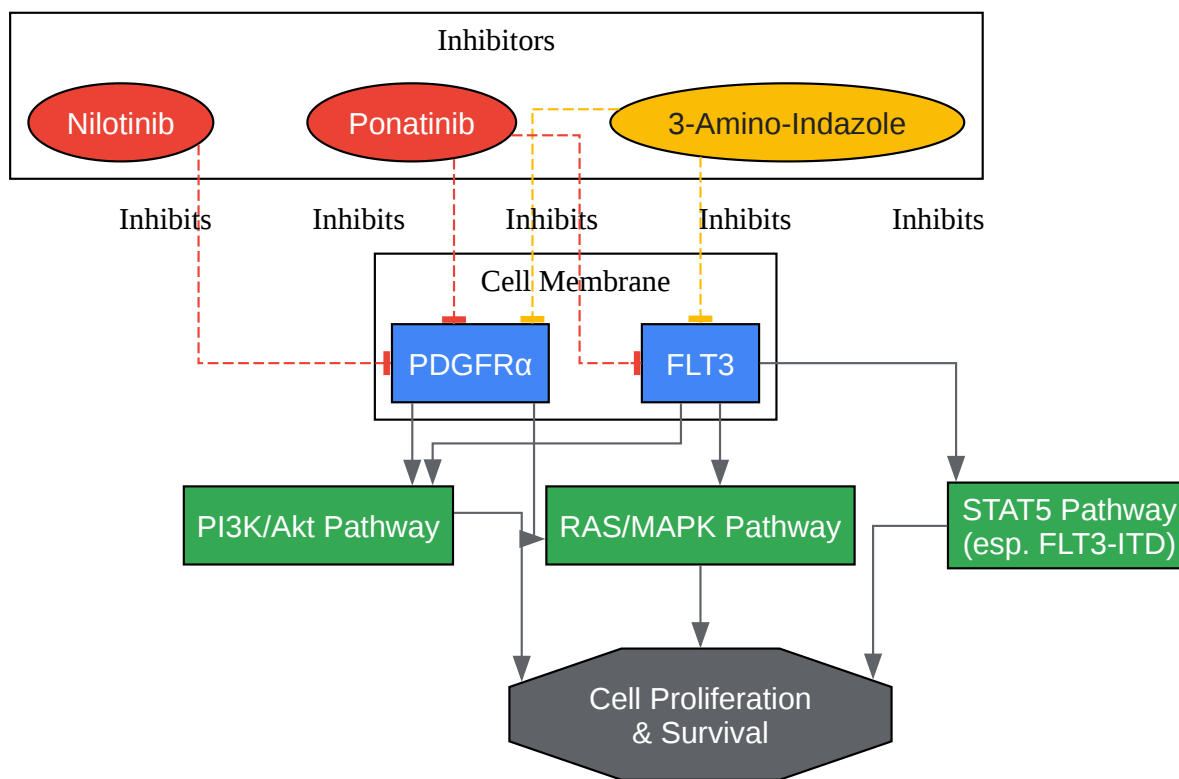 Inhibitors
Nilotinib
Ponatinib
3-Amino-Indazole
Inhibits
Inhibits
Inhibits
Inhibits
Inhibits
Cell Membrane
PDGFRα
FLT3
PI3K/Akt Pathway
RAS/MAPK Pathway
STAT5 Pathway
(esp. FLT3-ITD)
Cell Proliferation
& Survival